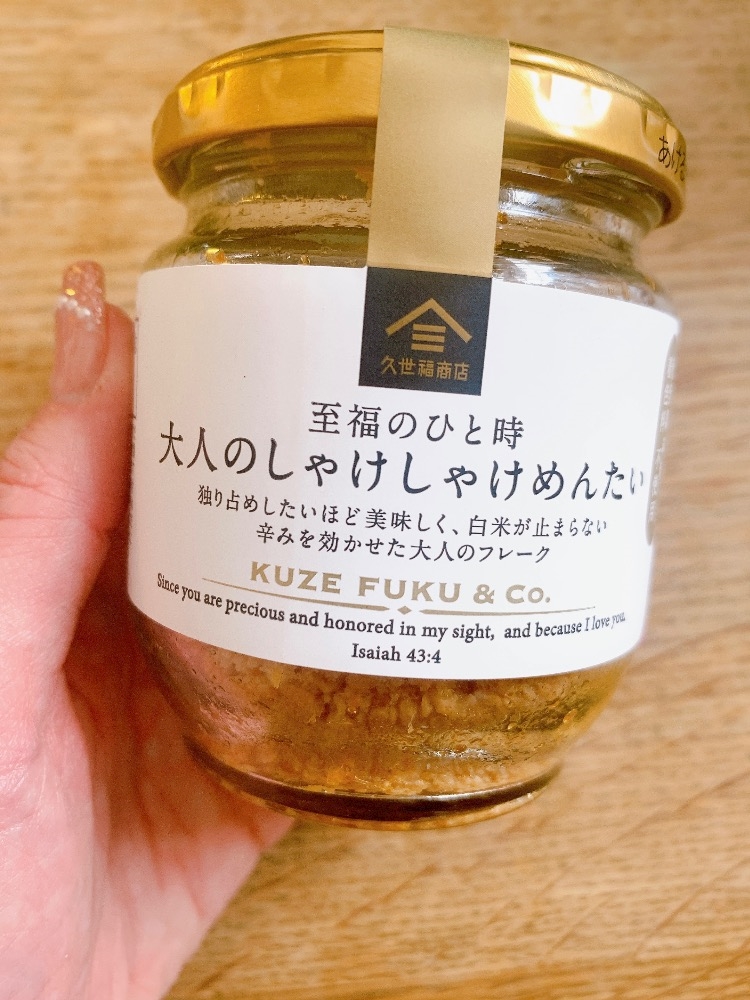 あける
久世福商店
至福のひと時
大人のしゃけしゃけめんたい
独り占めしたいほど美味しく、白米が止まらない
辛みを効かせた大人のフレーク
KUZE FUKU & Co.
Since you are precious and honored in my sight, and because I love you.
Isaiah 43:4